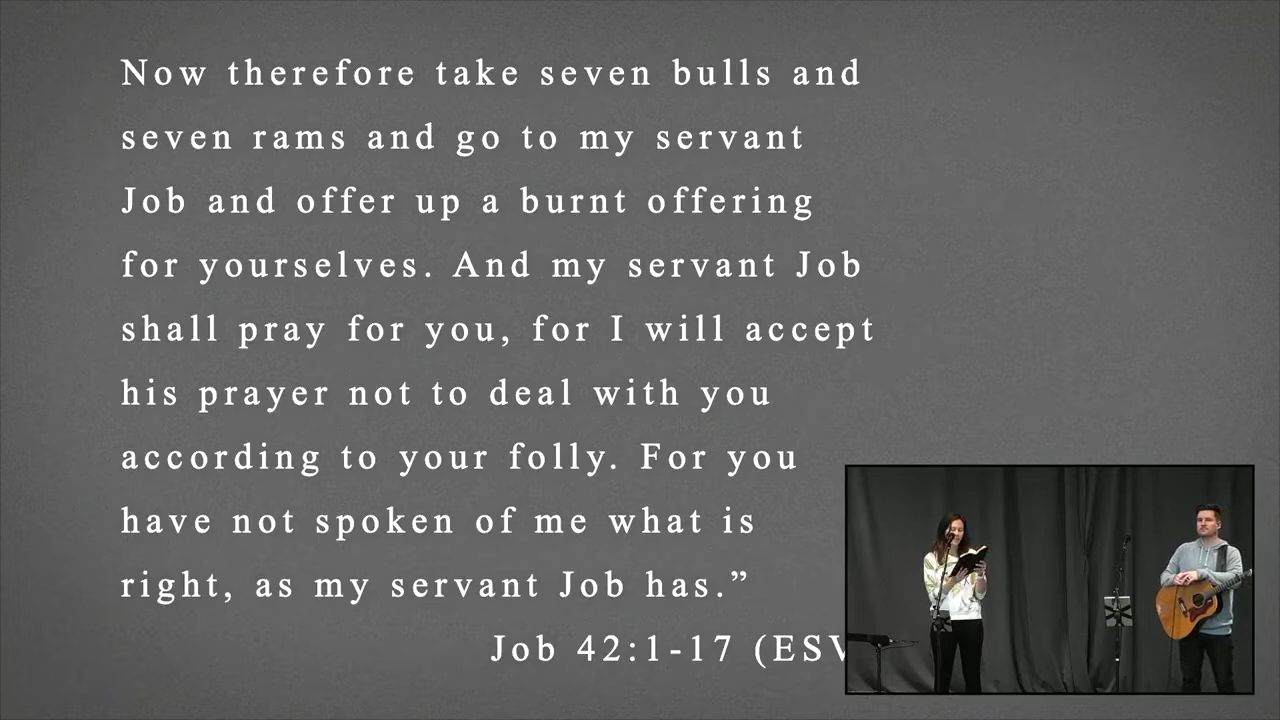 Now therefore take seven bulls and
seven rams and go to my servant
Job and offer up a burnt offering
for yourselves. And my servant Job
shall pray for you, for I will accept
his prayer not to deal with you
according to your folly. For you
have not spoken of me what is
right, as my servant Job has.”
Job 42:1-17 (ESV